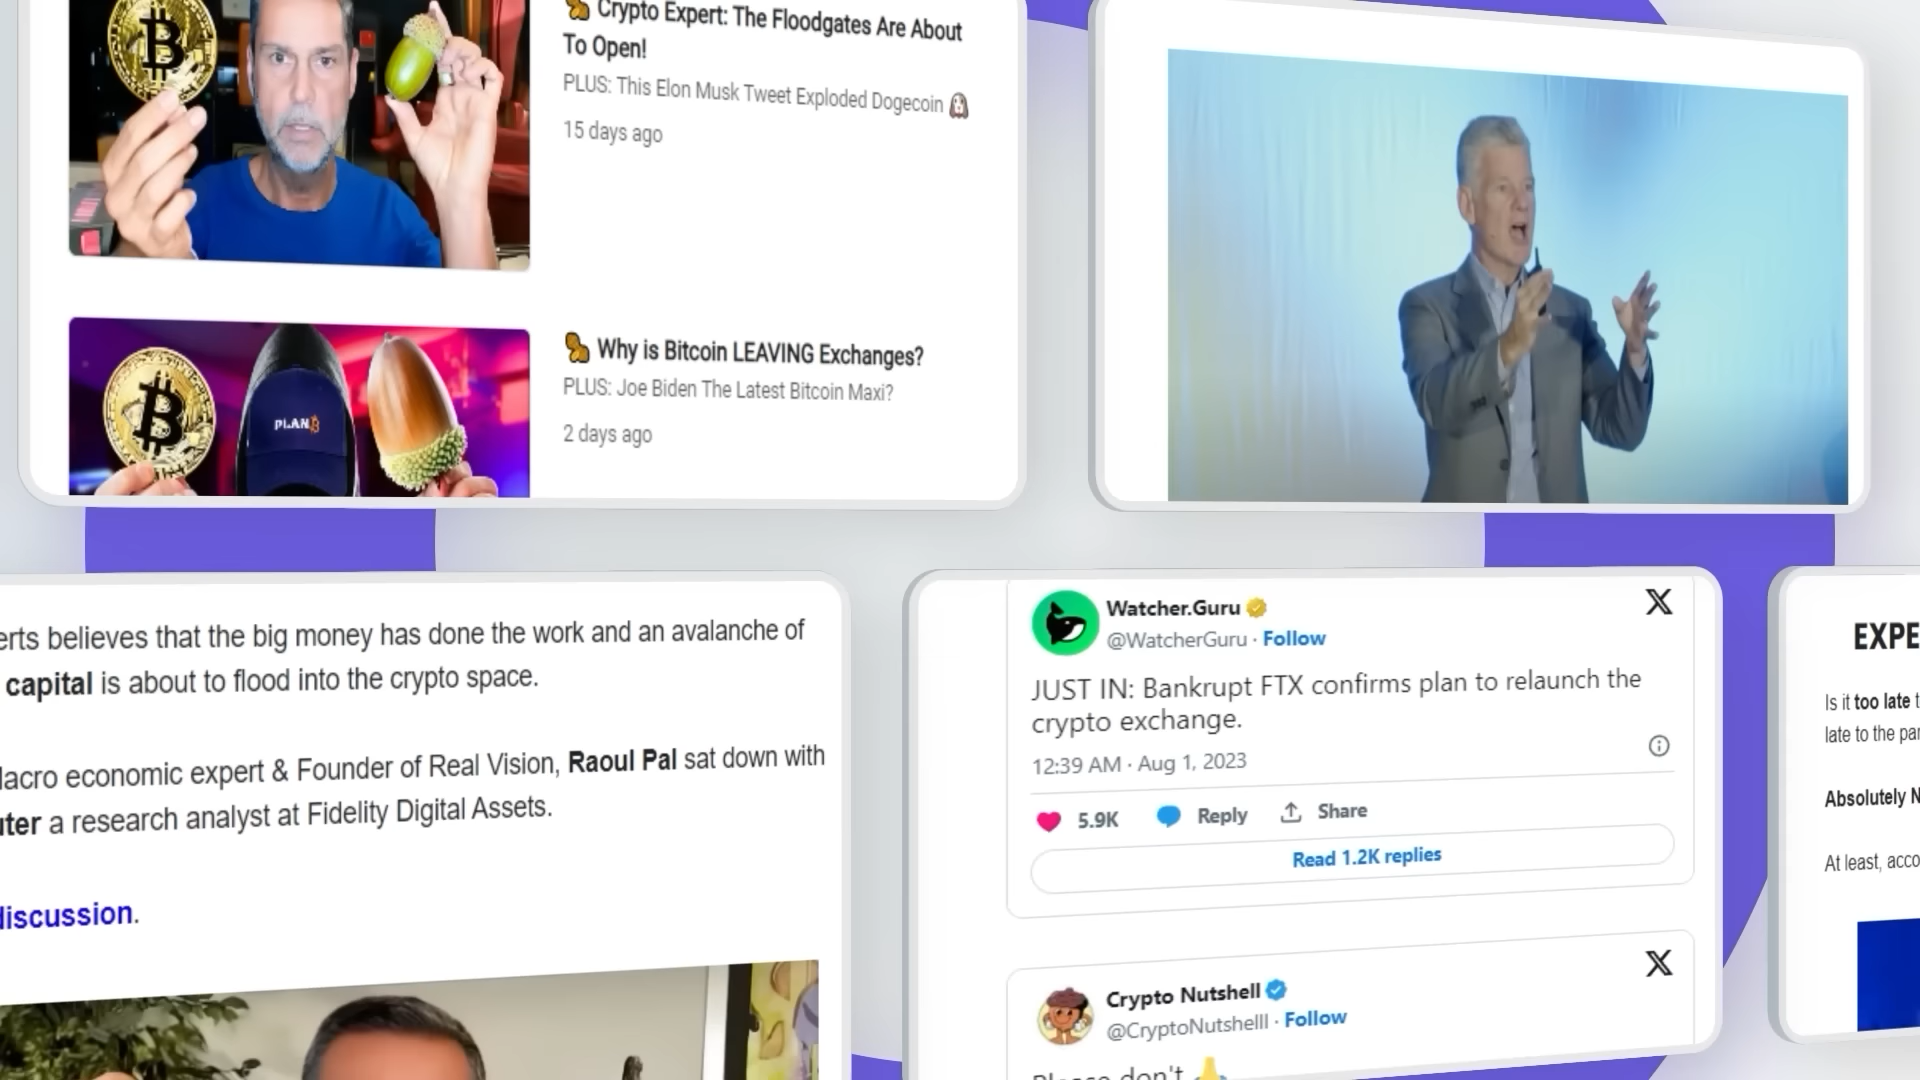 Crypto Expert: The Floodgates Are About
To Open!
PLUS: This Elon Musk Tweet Exploded Dogecoin
15 days ago
PLAN₿
Why is Bitcoin LEAVING Exchanges?
PLUS: Joe Biden The Latest Bitcoin Maxi?
2 days ago
believes that the big money has done the work and an avalanche of
capital is about to flood into the crypto space.
economic expert & Founder of Real Vision, Raoul Pal sat down with
a research analyst at Fidelity Digital Assets.
discussion.
Watcher.Guru
@WatcherGuru · Follow
JUST IN: Bankrupt FTX confirms plan to relaunch the
crypto exchange.
12:39 AM · Aug 1, 2023
5.9K Reply Share
Read 1.2K replies
Crypto Nutshell
@CryptoNutshelll · Follow
Please don't
EXPE
Is it too late t
late to the par
Absolutely N
At least, acco